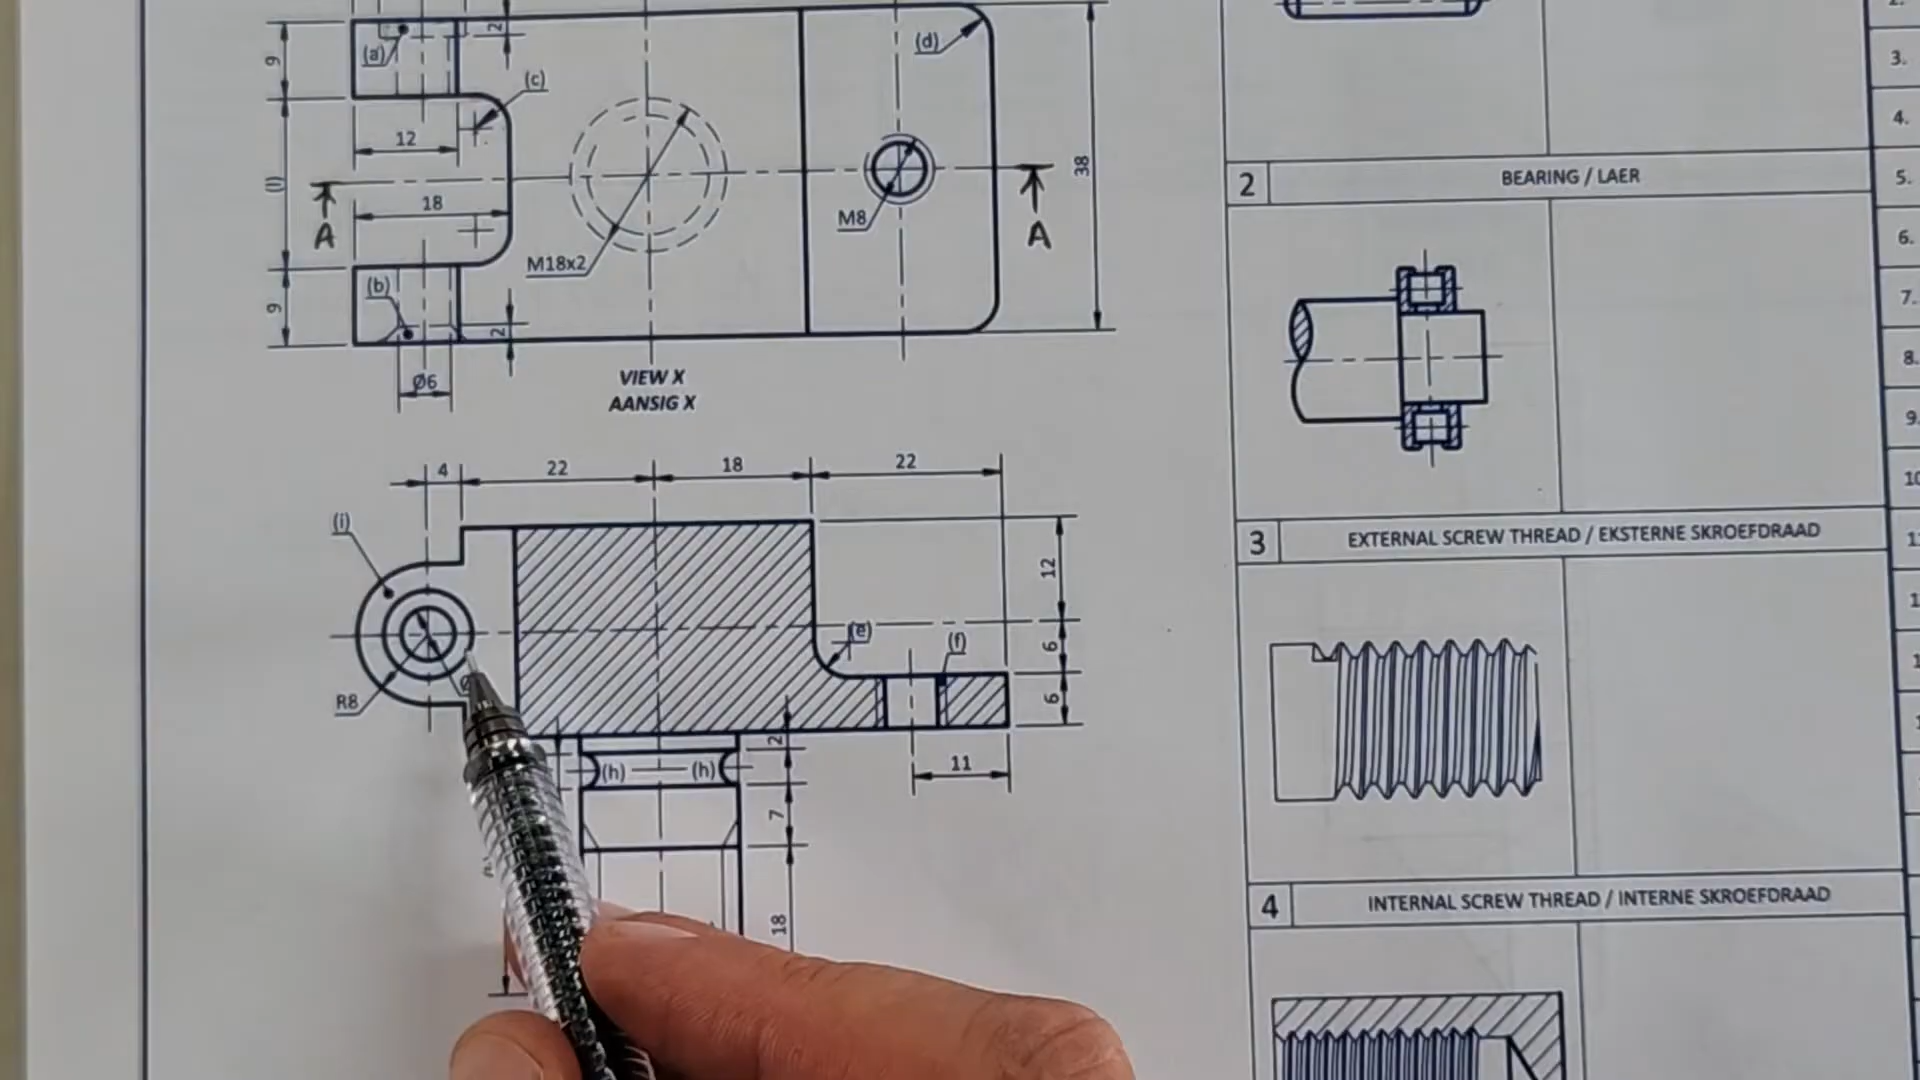 2
9
(a)
(d)
(c)
12
(l)
18
38
A
A
M8
M18x2
(b)
9
2
Ø6
VIEW X
AANSIG X
4
22
18
22
(i)
12
(e)
(f)
6
6
R8
Ø
2
(h)
(h)
11
7
18
2 BEARING / LAER
3 EXTERNAL SCREW THREAD / EKSTERNE SKROEFDRAAD
4 INTERNAL SCREW THREAD / INTERNE SKROEFDRAAD
2.
3.
4.
5.
6.
7.
8.
9.
10